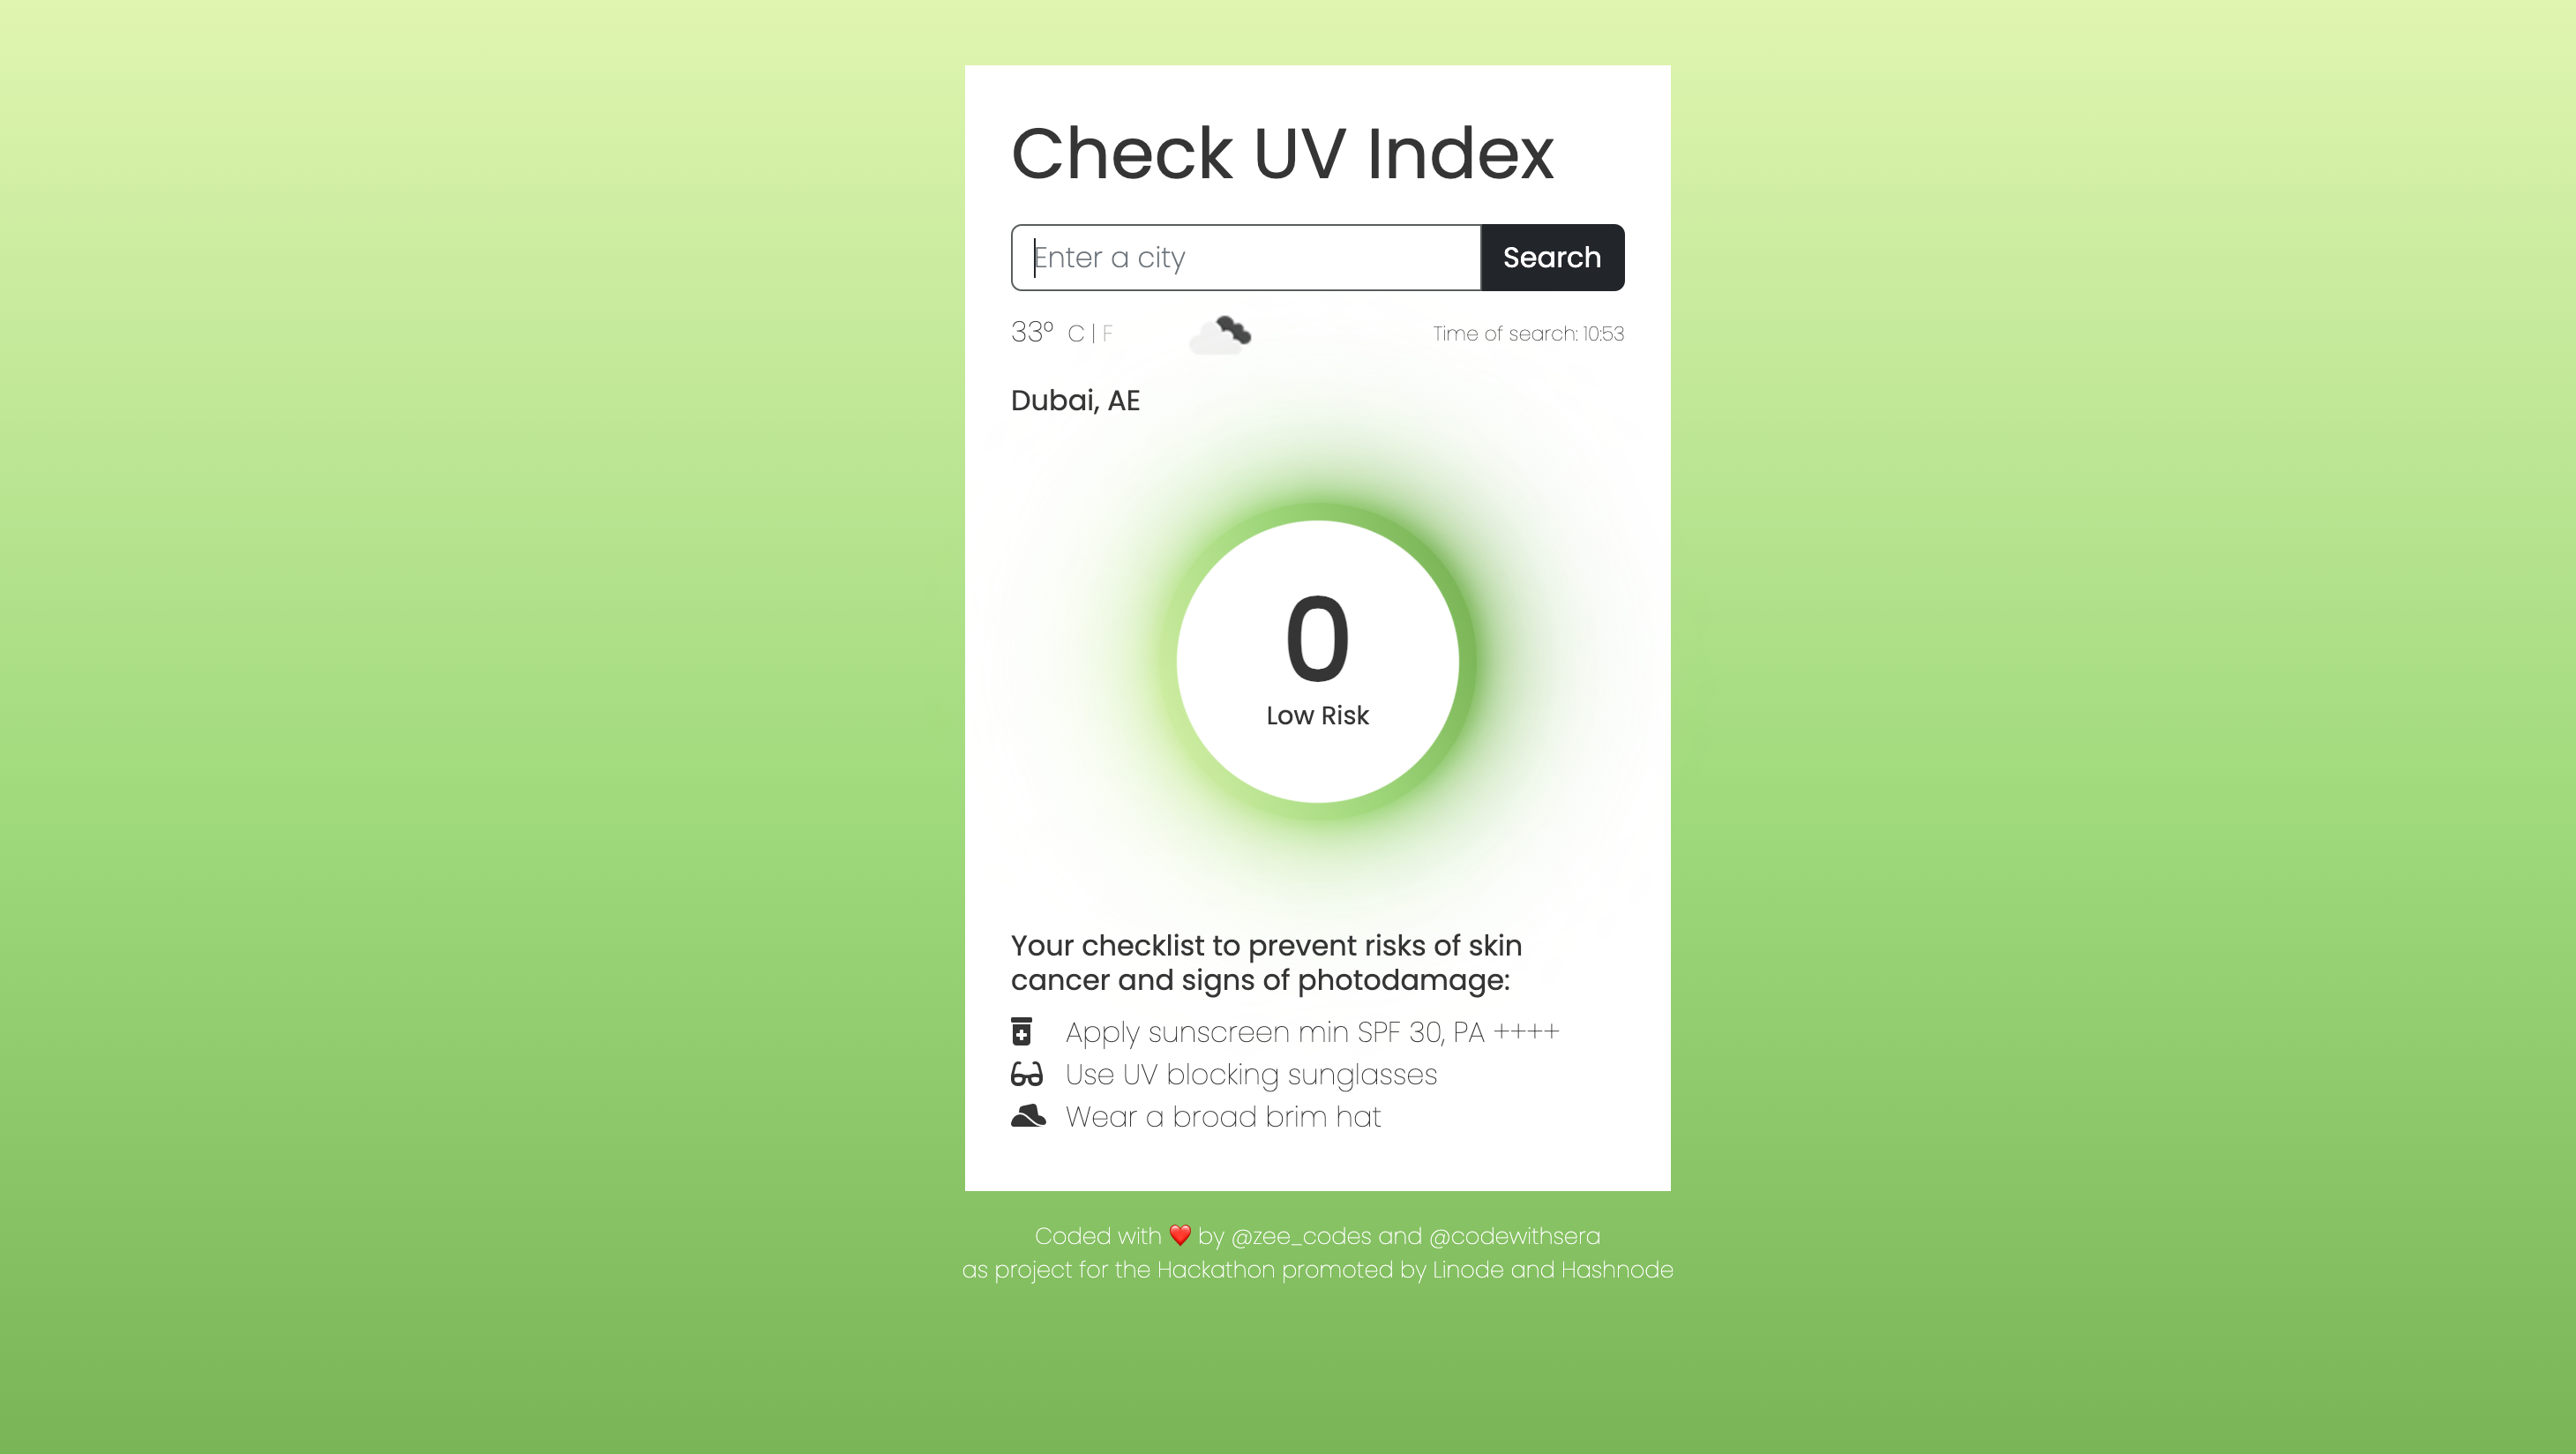 Check UV Index
Enter a city
Search
33º C | F
Time of search: 10:53
Dubai, AE
0
Low Risk
Your checklist to prevent risks of skin
cancer and signs of photodamage:
Apply sunscreen min SPF 30, PA ++++
Use UV blocking sunglasses
Wear a broad brim hat
Coded with ❤️ by @zee_codes and @codewithsera
as project for the Hackathon promoted by Linode and Hashnode